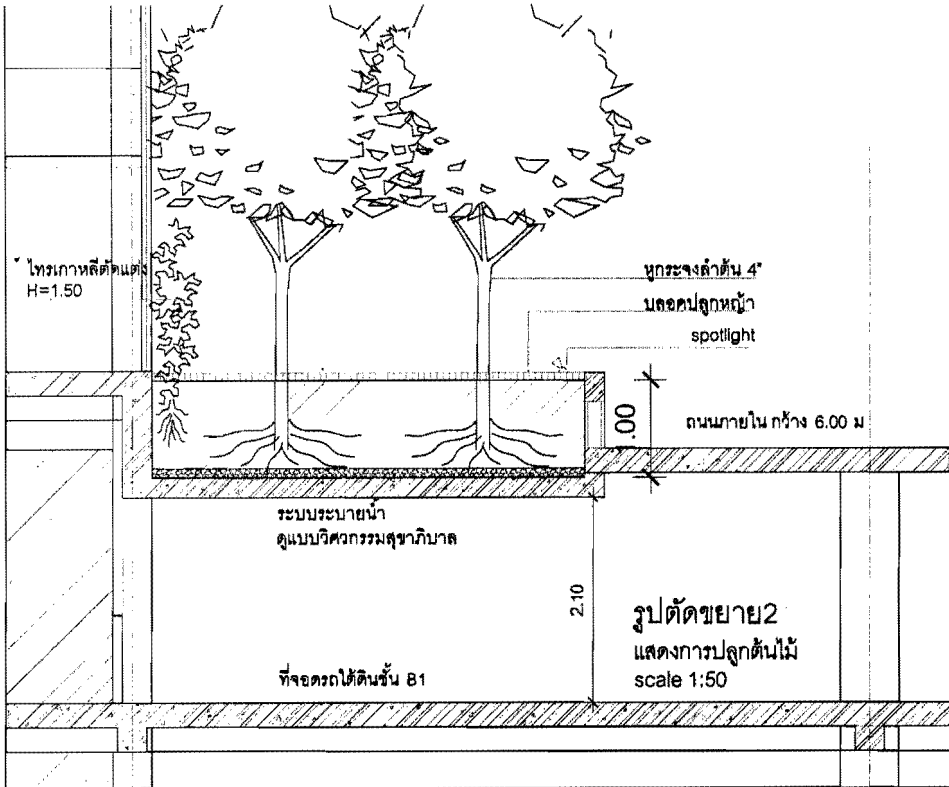 ไทรเกาหลีตัดแต่ง
H=1.50
หูกระจงลำต้น 4"
บลอคปลูกหญ้า
spotlight
1.00
ถนนภายใน กว้าง 6.00 ม
ระบบระบายน้ำ
ดูแบบวิศวกรรมสุขาภิบาล
2.10
รูปตัดขยาย2
แสดงการปลูกต้นไม้
scale 1:50
ที่จอดรถใต้ดินชั้น B1